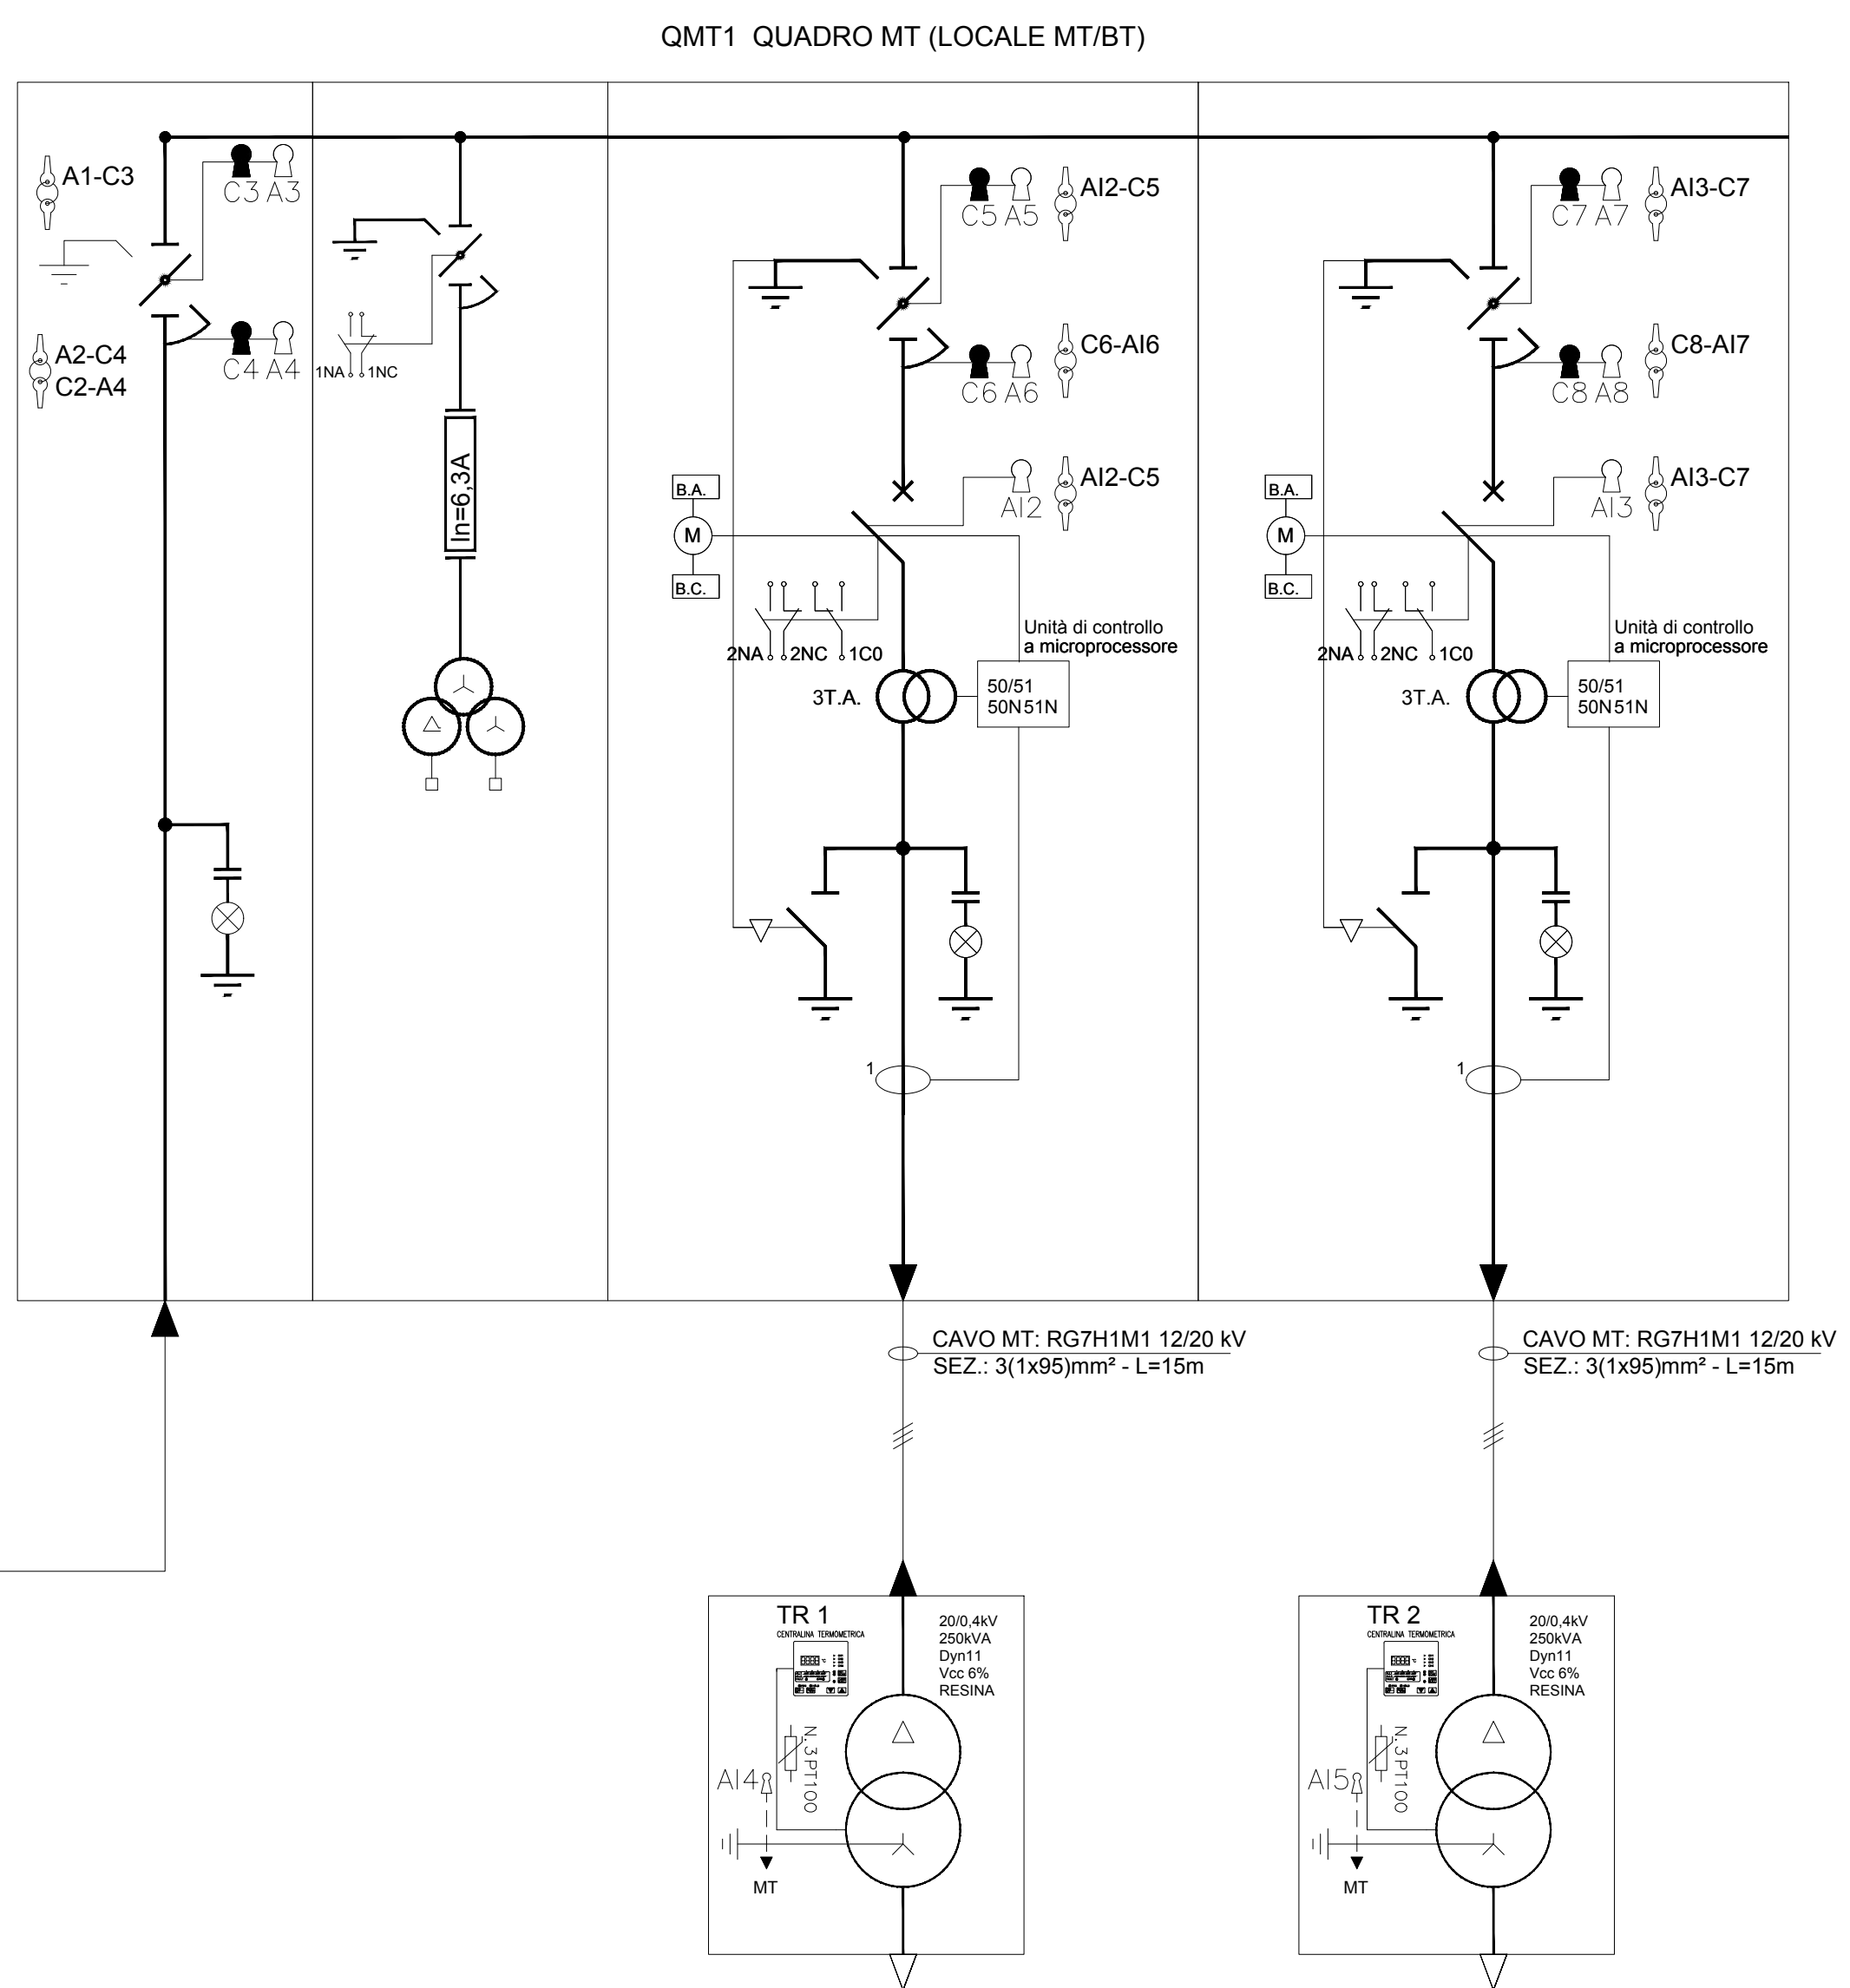 QMT1 QUADRO MT (LOCALE MT/BT)
A1-C3
C3 A3
A2-C4
C2-A4
C4 A4
1NA 1NC
In=6,3A
C5 A5
AI2-C5
C6 A6
C6-AI6
AI2
AI2-C5
B.A.
M
B.C.
2NA 2NC 1C0
Unità di controllo
a microprocessore
3T.A.
50/51
50N51N
1
C7 A7
AI3-C7
C8 A8
C8-AI7
AI3
AI3-C7
B.A.
M
B.C.
2NA 2NC 1C0
Unità di controllo
a microprocessore
3T.A.
50/51
50N51N
1
CAVO MT: RG7H1M1 12/20 kV
SEZ.: 3(1x95)mm² - L=15m
CAVO MT: RG7H1M1 12/20 kV
SEZ.: 3(1x95)mm² - L=15m
TR 1
CENTRALINA TERMOMETRICA
20/0,4kV
250kVA
Dyn11
Vcc 6%
RESINA
N.3PT100
AI4
MT
TR 2
CENTRALINA TERMOMETRICA
20/0,4kV
250kVA
Dyn11
Vcc 6%
RESINA
N.3PT100
AI5
MT